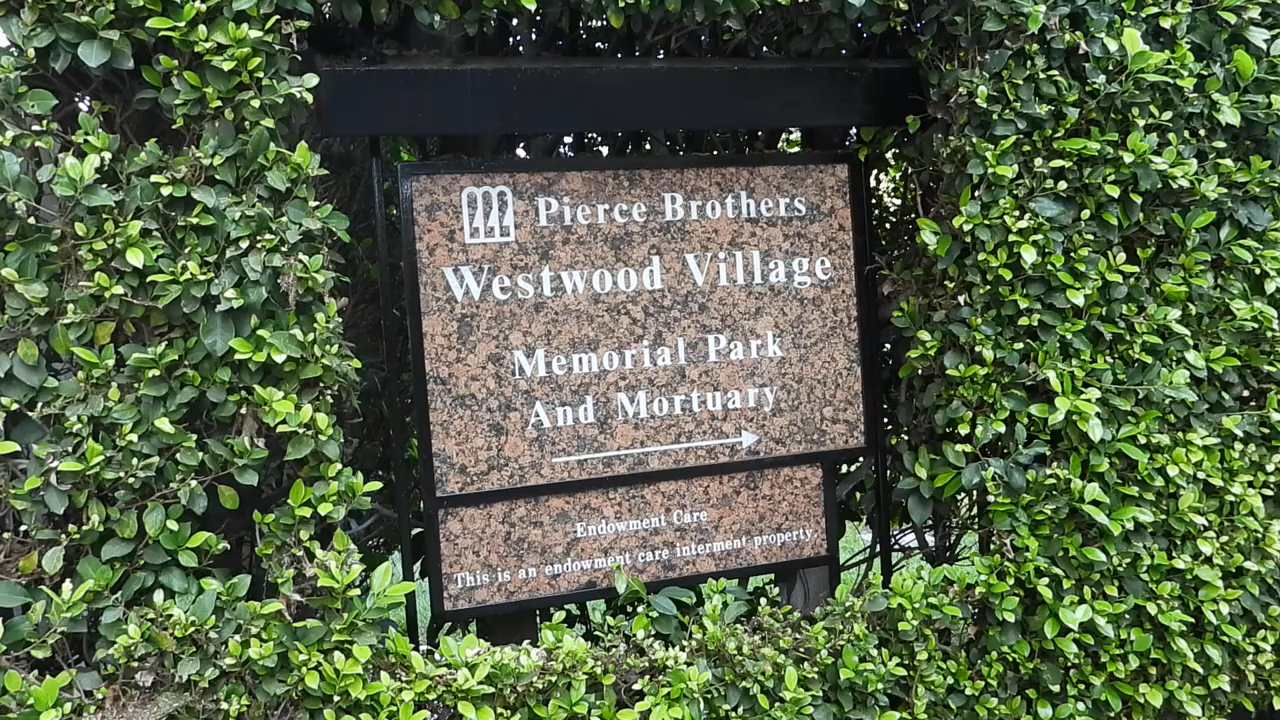 Pierce Brothers
Westwood Village
Memorial Park
And Mortuary
Endowment Care
This is an endowment care interment property.